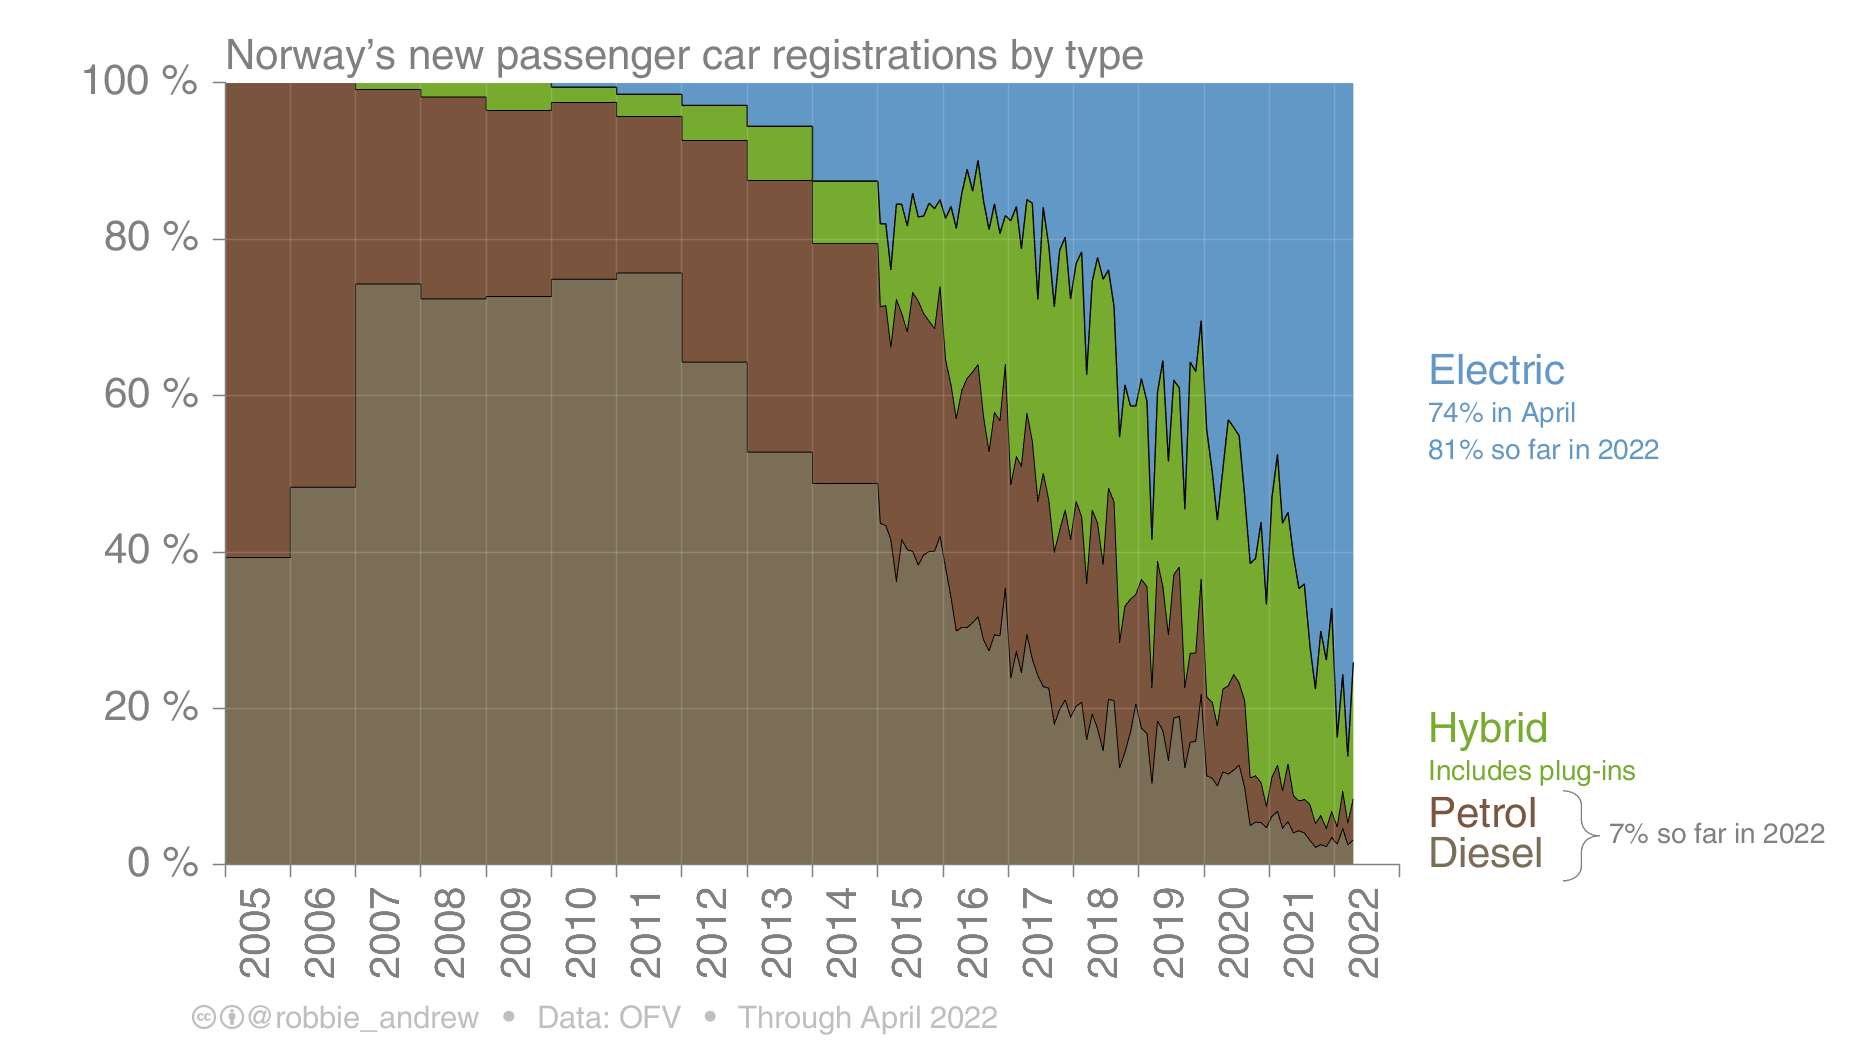 Norway’s new passenger car registrations by type
100 %
80 %
60 %
40 %
20 %
0 %
2005
2006
2007
2008
2009
2010
2011
2012
2013
2014
2015
2016
2017
2018
2019
2020
2021
2022
Electric
74% in April
81% so far in 2022
Hybrid
Includes plug-ins
Petrol
Diesel
7% so far in 2022
cc @robbie_andrew • Data: OFV • Through April 2022